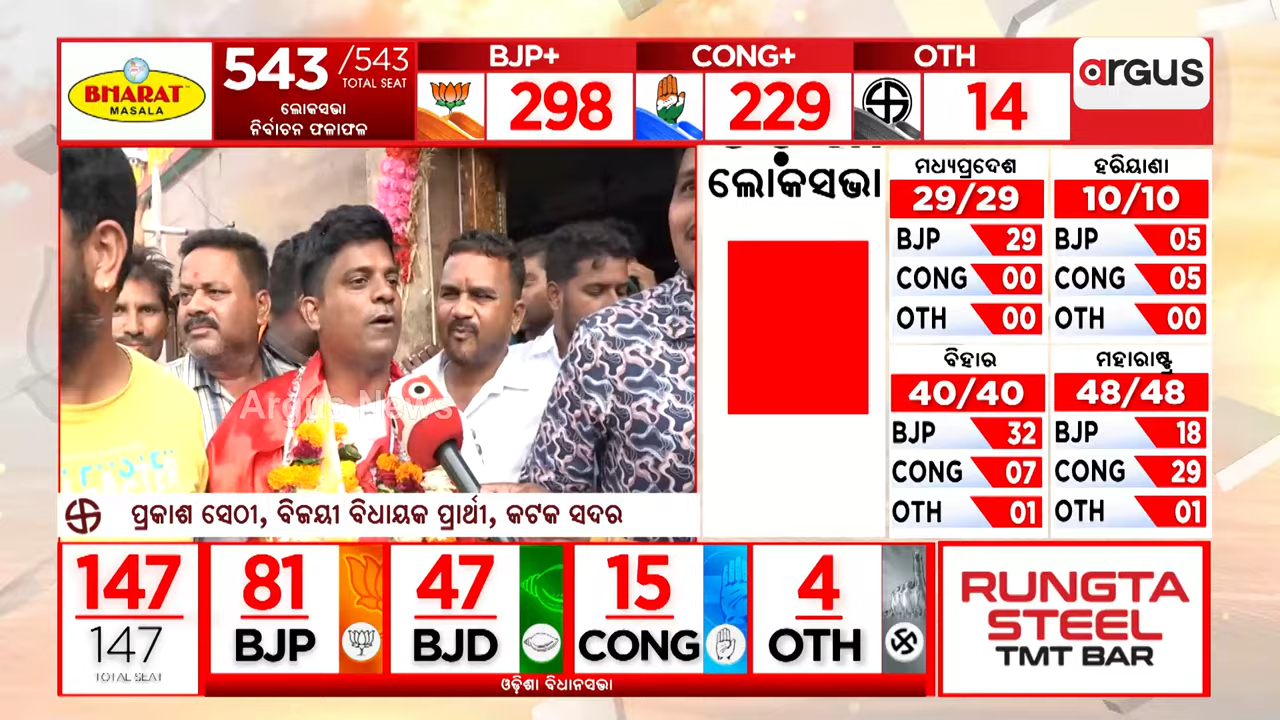 BHARAT
MASALA
543 /543
TOTAL SEAT
ଲୋକସଭା
ନିର୍ବାଚନ ଫଳାଫଳ
BJP+
298
CONG+
229
OTH
14
argus
ଲୋକସଭା
ମଧ୍ୟପ୍ରଦେଶ
29/29
BJP 29
CONG 00
OTH 00
ହରିୟାଣା
10/10
BJP 05
CONG 05
OTH 00
ବିହାର
40/40
BJP 32
CONG 07
OTH 01
ମହାରାଷ୍ଟ୍ର
48/48
BJP 18
CONG 29
OTH 01
Argus News
ପ୍ରକାଶ ସେଠୀ, ବିଜୟୀ ବିଧାୟକ ପ୍ରାର୍ଥୀ, କଟକ ସଦର
147
147
TOTAL SEAT
81
BJP
47
BJD
15
CONG
4
OTH
ଓଡ଼ିଶା ବିଧାନସଭା
RUNGTA
STEEL
TMT BAR